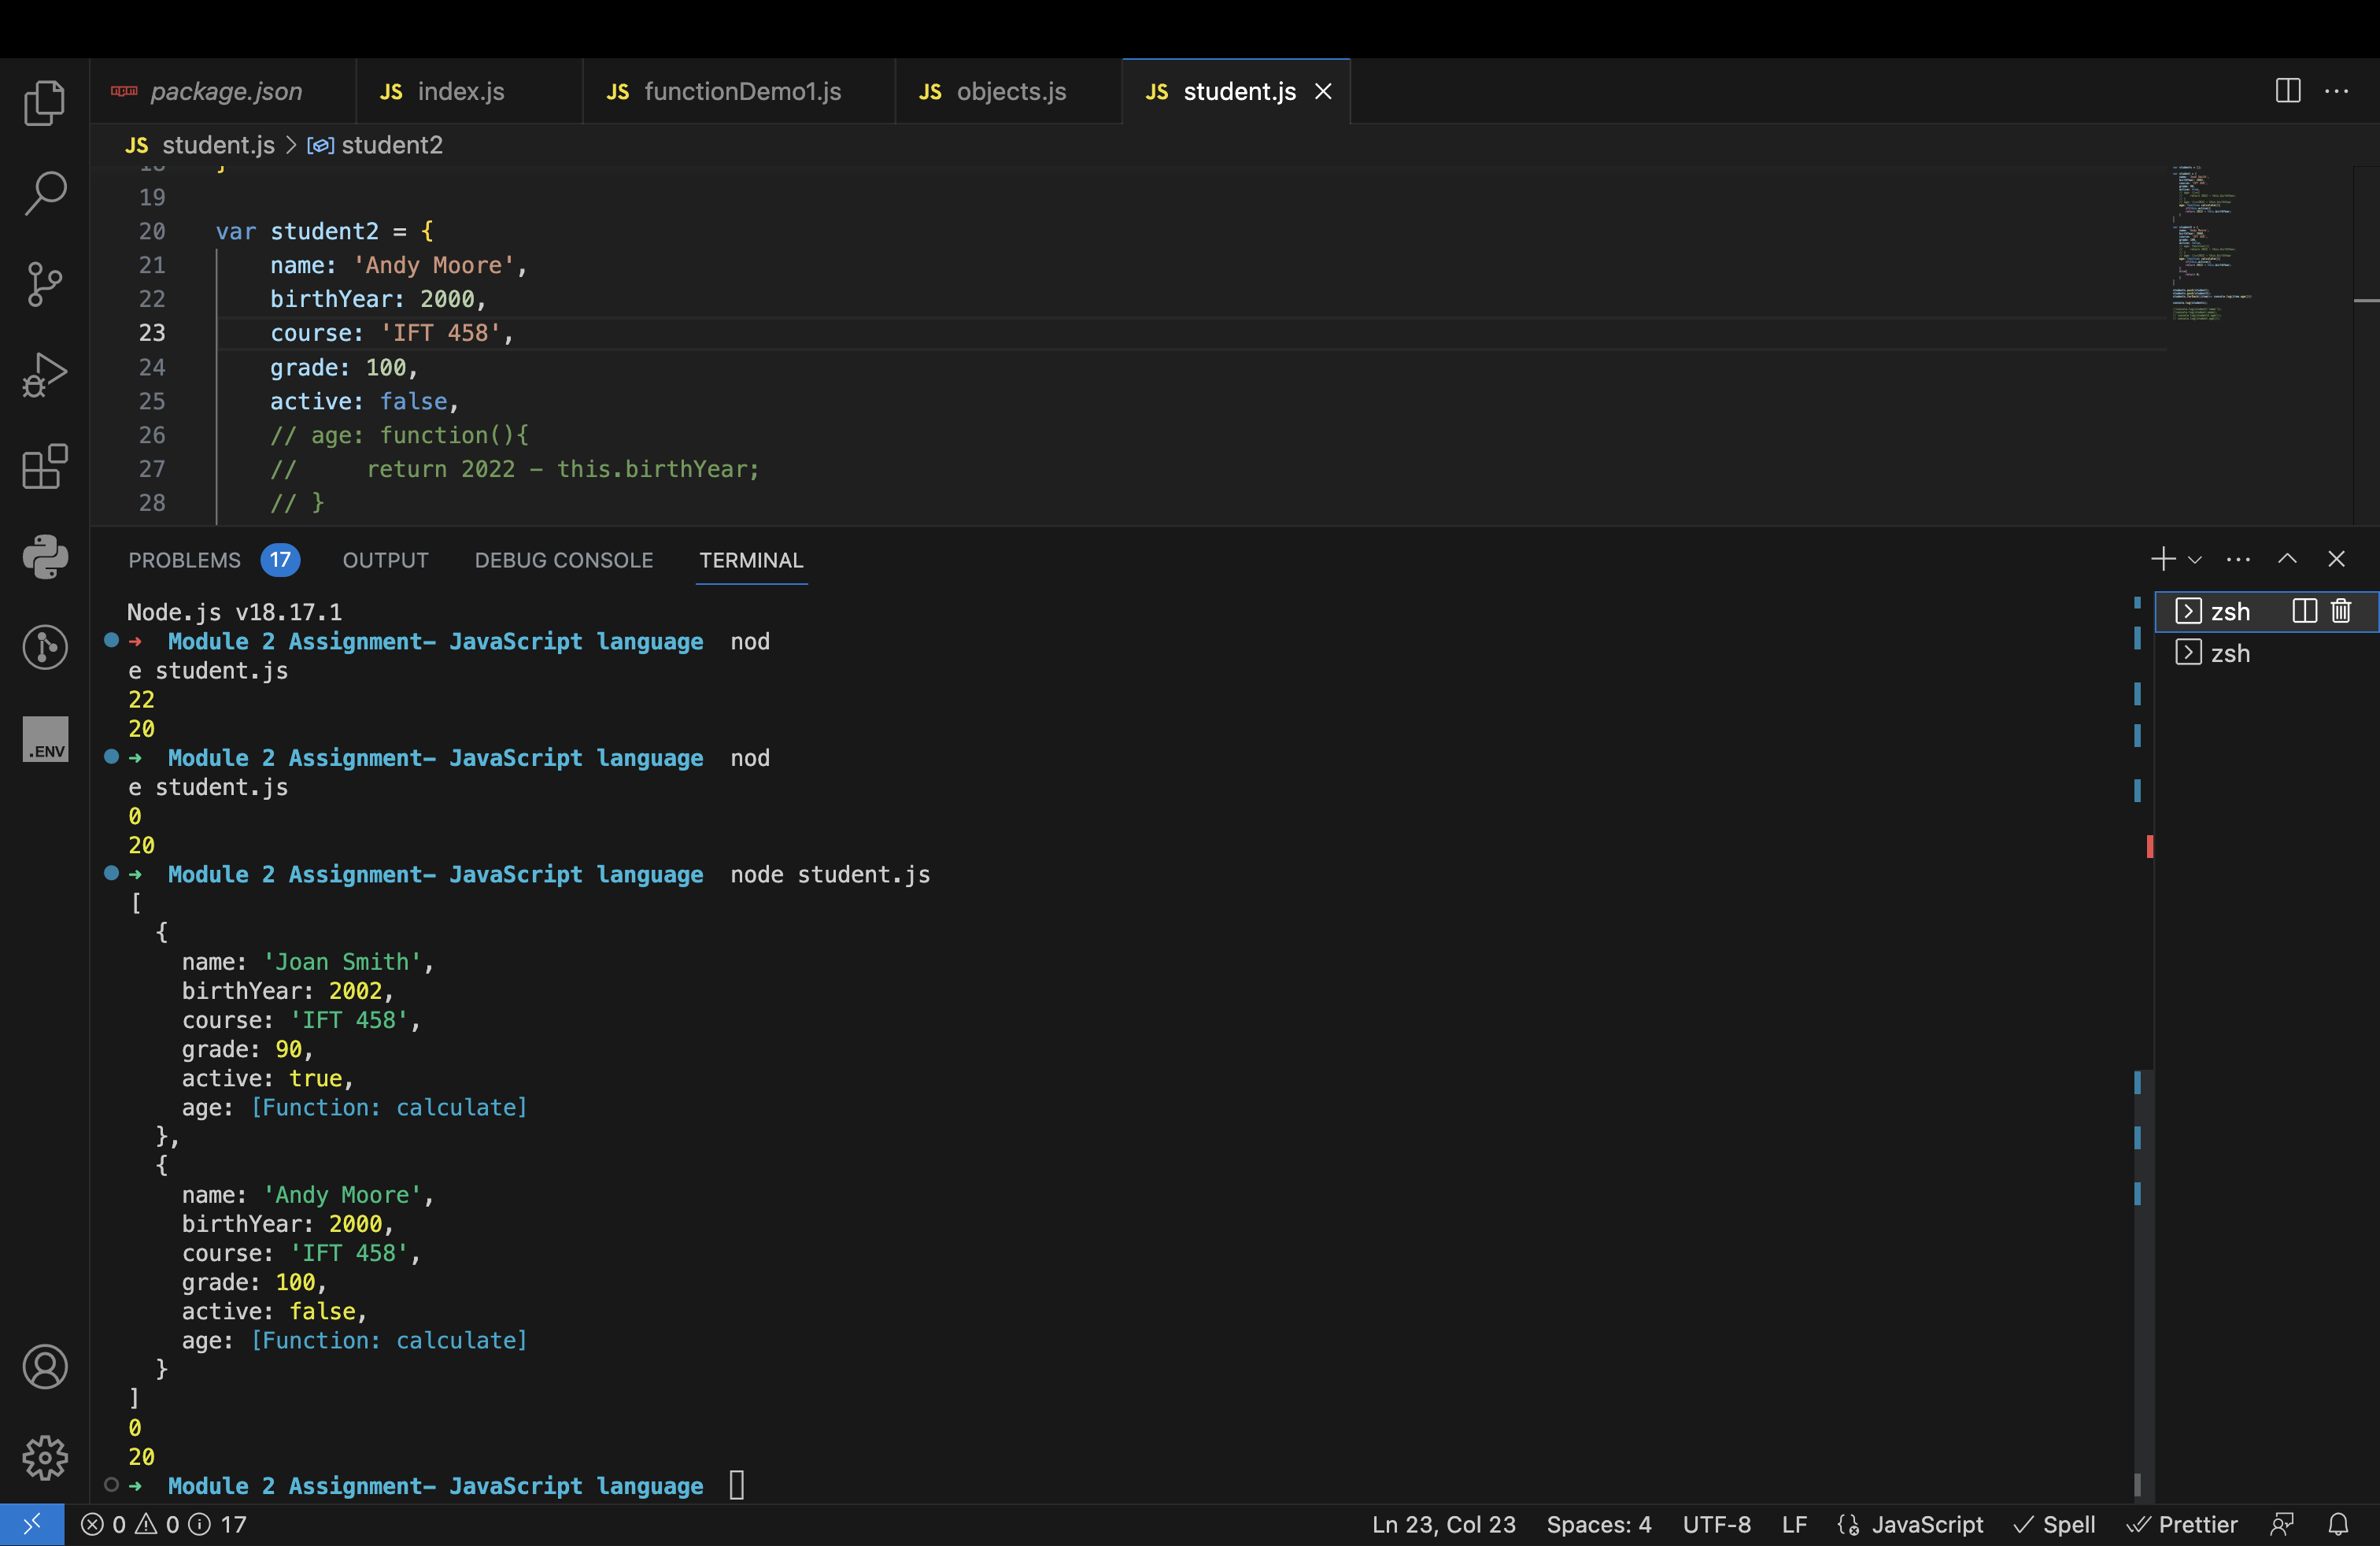 package.json JS index.js JS functionDemo1.js JS objects.js JS student.js
JS student.js > student2
18 }
19
20 var student2 = {
21 name: 'Andy Moore',
22 birthYear: 2000,
23 course: 'IFT 458',
24 grade: 100,
25 active: false,
26 // age: function(){
27 //     return 2022 - this.birthYear;
28 // }
PROBLEMS 17 OUTPUT DEBUG CONSOLE TERMINAL
Node.js v18.17.1
➜ Module 2 Assignment- JavaScript language nod
e student.js
22
20
➜ Module 2 Assignment- JavaScript language nod
e student.js
0
20
➜ Module 2 Assignment- JavaScript language node student.js
[
{
name: 'Joan Smith',
birthYear: 2002,
course: 'IFT 458',
grade: 90,
active: true,
age: [Function: calculate]
},
{
name: 'Andy Moore',
birthYear: 2000,
course: 'IFT 458',
grade: 100,
active: false,
age: [Function: calculate]
}
]
0
20
➜ Module 2 Assignment- JavaScript language
zsh
zsh
.ENV
0 0 17 Ln 23, Col 23 Spaces: 4 UTF-8 LF JavaScript Spell Prettier